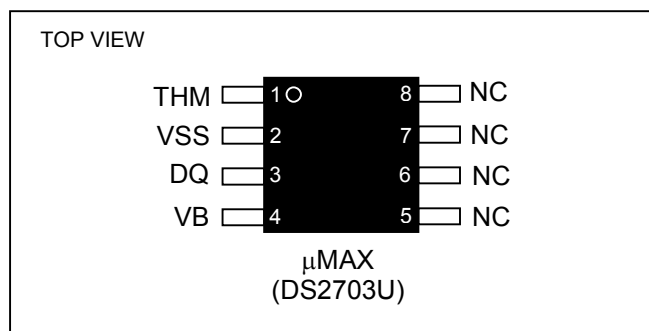 TOP VIEW
THM 1 8 NC
VSS 2 7 NC
DQ 3 6 NC
VB 4 5 NC
µMAX
(DS2703U)